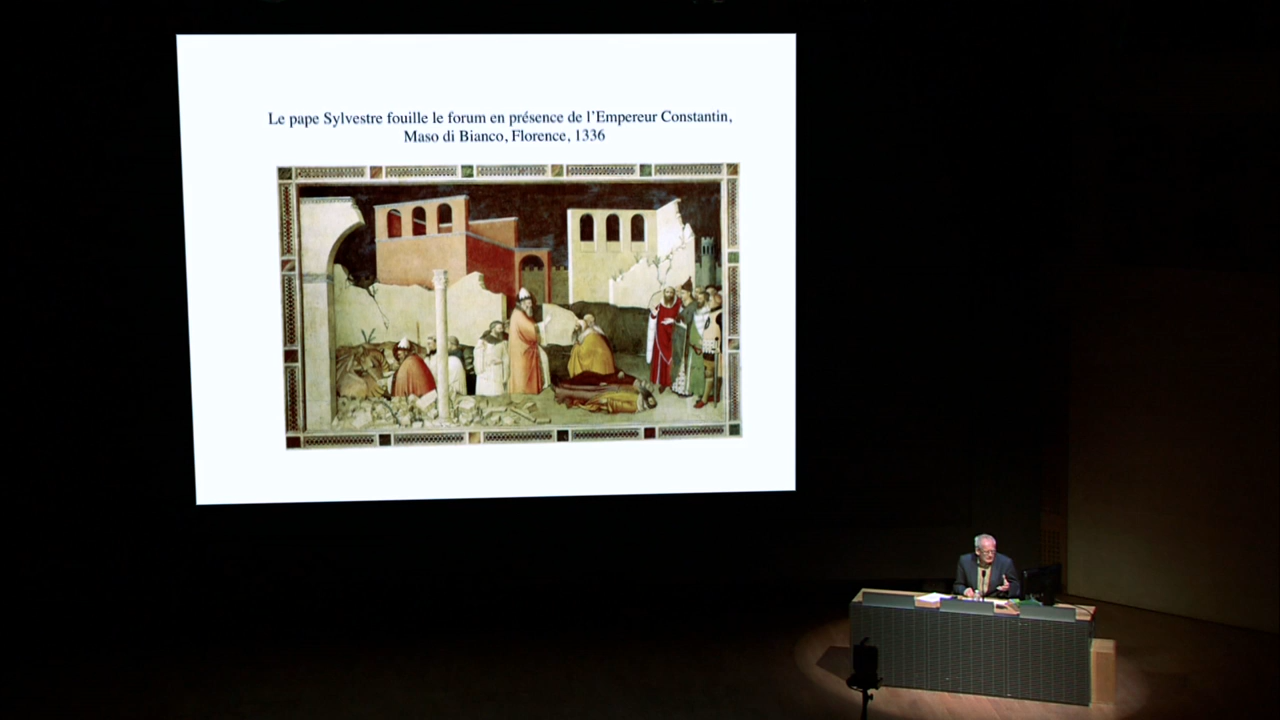 Le pape Sylvestre fouille le forum en présence de l’Empereur Constantin,
Maso di Bianco, Florence, 1336